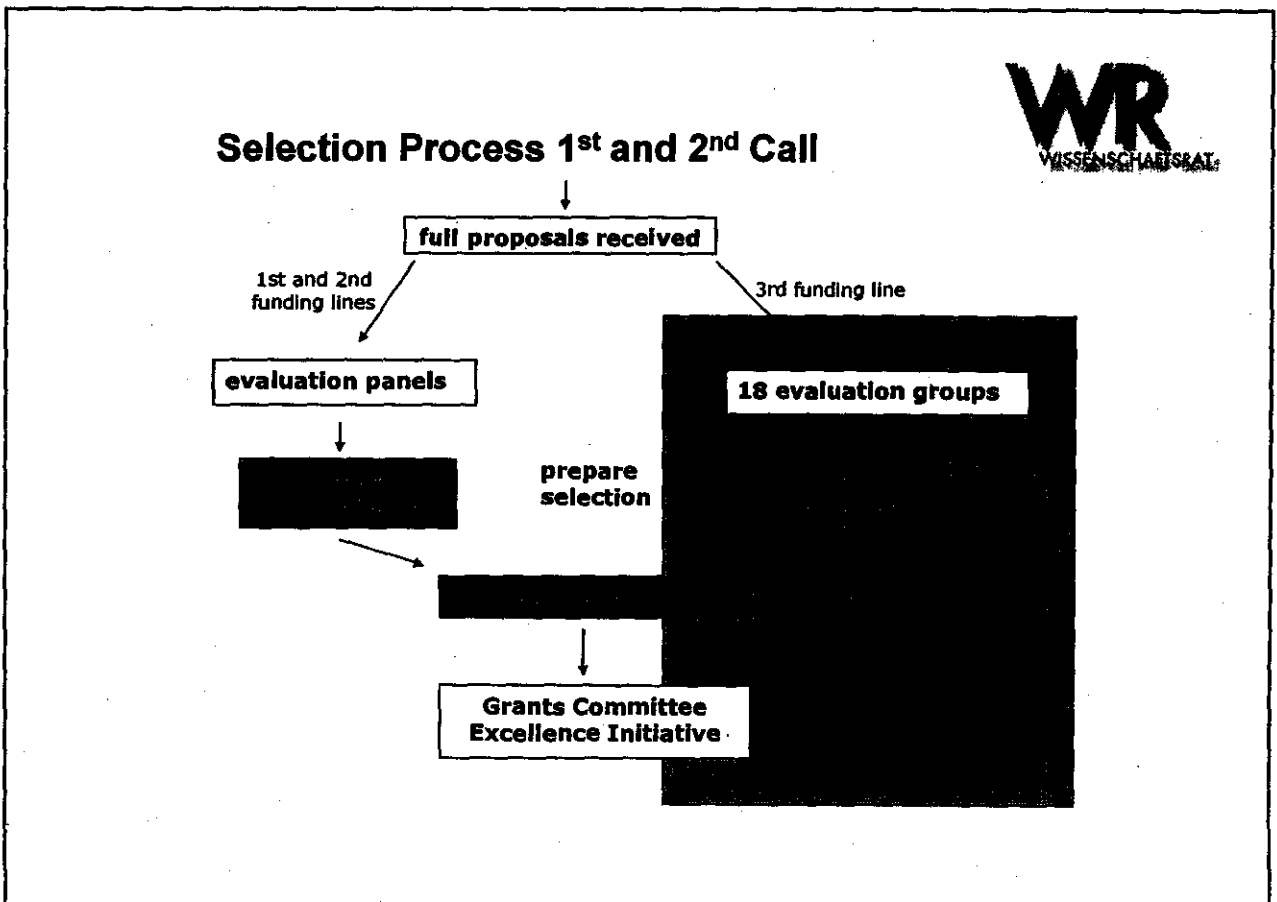 WR
WISSENSCHAFTSRAT
Selection Process 1st and 2nd Call
full proposals received
1st and 2nd
funding lines
3rd funding line
evaluation panels
18 evaluation groups
prepare
selection
Grants Committee
Excellence Initiative